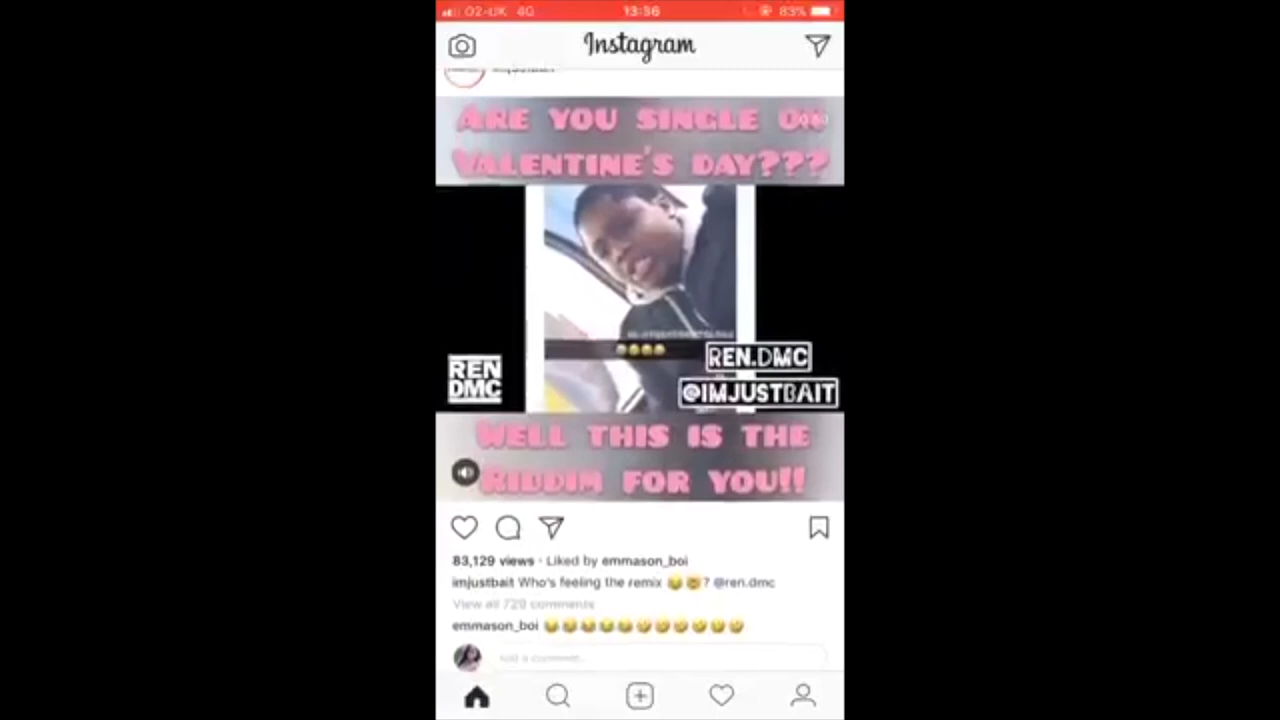 O2-UK 4G 13:36 83%
Instagram
ARE YOU SINGLE ON
VALENTINE'S DAY???
REN
DMC
REN.DMC
@IMJUSTBAIT
WELL THIS IS THE
RIDDIM FOR YOU!!
83,129 views · Liked by emmason_boi
imjustbait Who's feeling the remix 😂🤓? @ren.dmc
View all 729 comments
emmason_boi 😂😂😂😂😂🤣🤣🤣🤣🤣🤣
Add a comment...